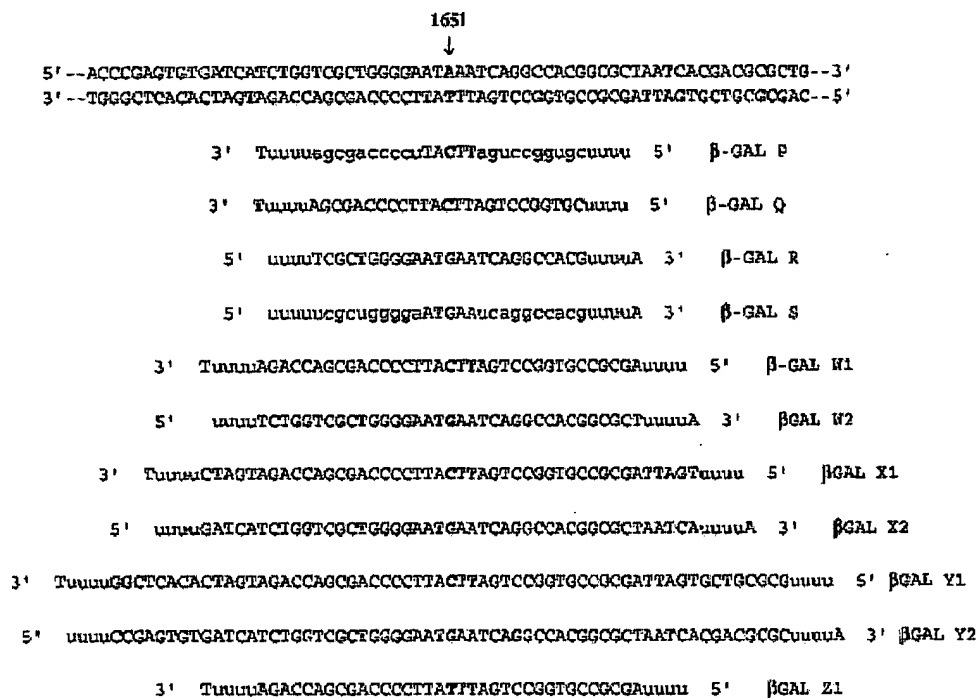 1651
↓
5'--ACCCGAGTGTGATCATCTGGTCGCTGGGGAATAAATCAGGCCACGGCGCTAATCACGACGCGCTG--3'
3'--TGGGCTCACACTAGTAGACCAGCGACCCCTTATTTAGTCCGGTGCCGCGATTAGTGCTGCGCGAC--5'
3' TuuuuagcgaccccuTACTTaguccggugcuuuu 5' β-GAL P
3' TuuuuAGCGACCCCTTACTTAGTCCGGTGCuuuu 5' β-GAL Q
5' uuuuTCGCTGGGGAATGAATCAGGCCACGuuuuA 3' β-GAL R
5' uuuuucgcuggggaATGAAucaggccacguuuuA 3' β-GAL S
3' TuuuuAGACCAGCGACCCCTTACTTAGTCCGGTGCCGCGAuuuu 5' β-GAL W1
5' uuuuTCTGGTCGCTGGGGAATGAATCAGGCCACGGCGCTuuuuA 3' βGAL W2
3' TuuuuCTAGTAGACCAGCGACCCCTTACTTAGTCCGGTGCCGCGATTAGTuuuu 5' βGAL X1
5' uuuuGATCATCTGGTCGCTGGGGAATGAATCAGGCCACGGCGCTAATCAuuuuA 3' βGAL X2
3' TuuuuGGCTCACACTAGTAGACCAGCGACCCCTTACTTAGTCCGGTGCCGCGATTAGTGCTGCGCGuuuu 5' βGAL Y1
5' uuuuCCGAGTGTGATCATCTGGTCGCTGGGGAATGAATCAGGCCACGGCGCTAATCACGACGCGCuuuuA 3' βGAL Y2
3' TuuuuAGACCAGCGACCCCTTATTTAGTCCGGTGCCGCGAuuuu 5' βGAL Z1